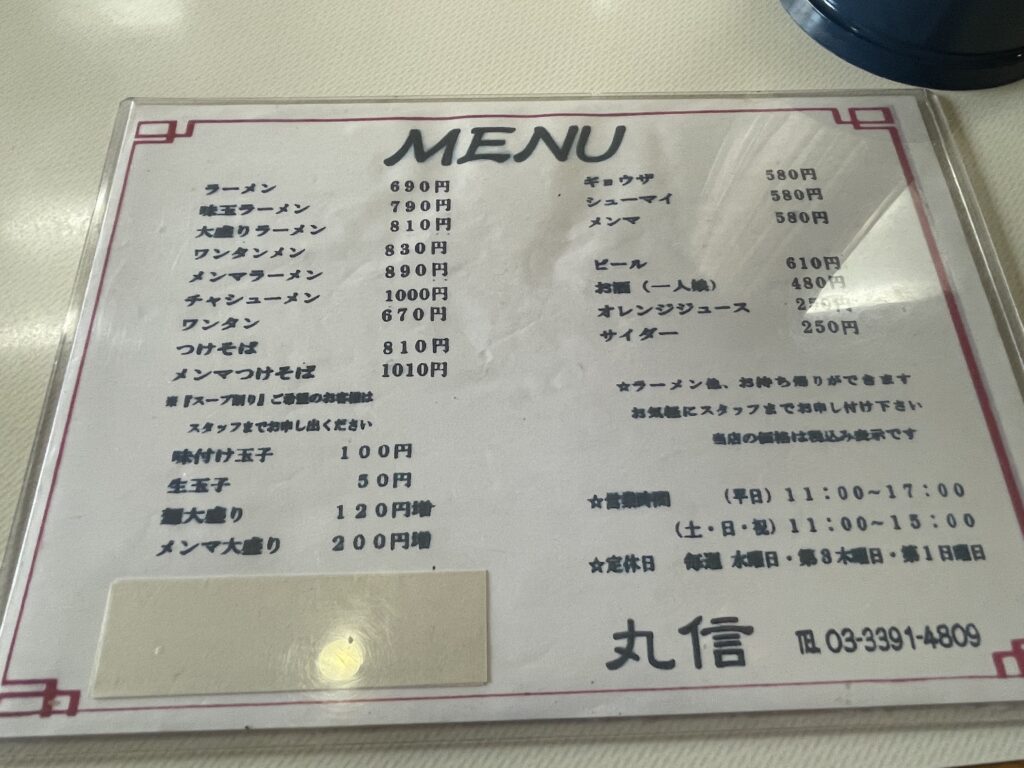 MENU
ラーメン 690円
味玉ラーメン 790円
大盛りラーメン 810円
ワンタンメン 830円
メンマラーメン 890円
チャシューメン 1000円
ワンタン 670円
つけそば 810円
メンマつけそば 1010円
※『スープ割り』ご希望のお客様は
スタッフまでお申し出ください
味付け玉子 100円
生玉子 50円
麺大盛り 120円増
メンマ大盛り 200円増
ギョウザ 580円
シューマイ 580円
メンマ 580円
ビール 610円
お酒(一人娘) 480円
オレンジジュース
サイダー 250円
☆ラーメン他、お持ち帰りができます
お気軽にスタッフまでお申し付け下さい
当店の価格は税込み表示です
☆営業時間 (平日)11:00~17:00
(土・日・祝)11:00~15:00
☆定休日 毎週 水曜日・第3木曜日・第1日曜日
丸信 TEL 03-3391-4809